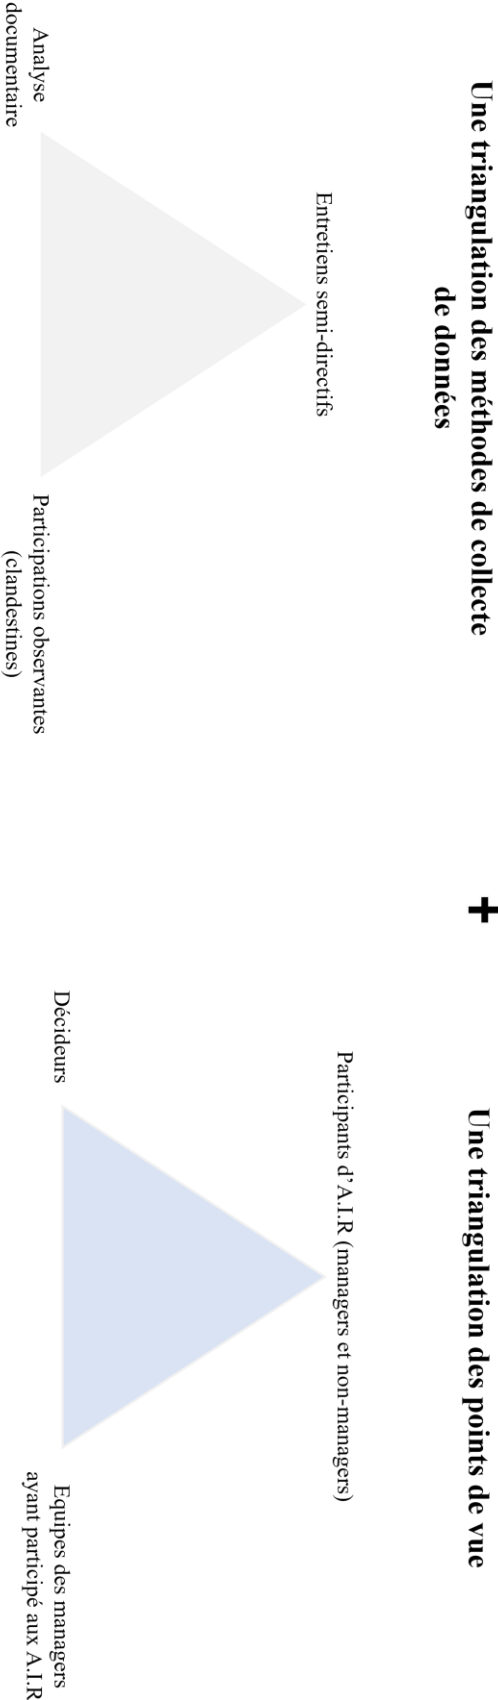 Une triangulation des méthodes de collecte
de données
Entretiens semi-directifs
Analyse
documentaire
Participations observantes
(clandestines)
+
Une triangulation des points de vue
Participants d’A.I.R (managers et non-managers)
Décideurs
Equipes des managers
ayant participé aux A.I.R